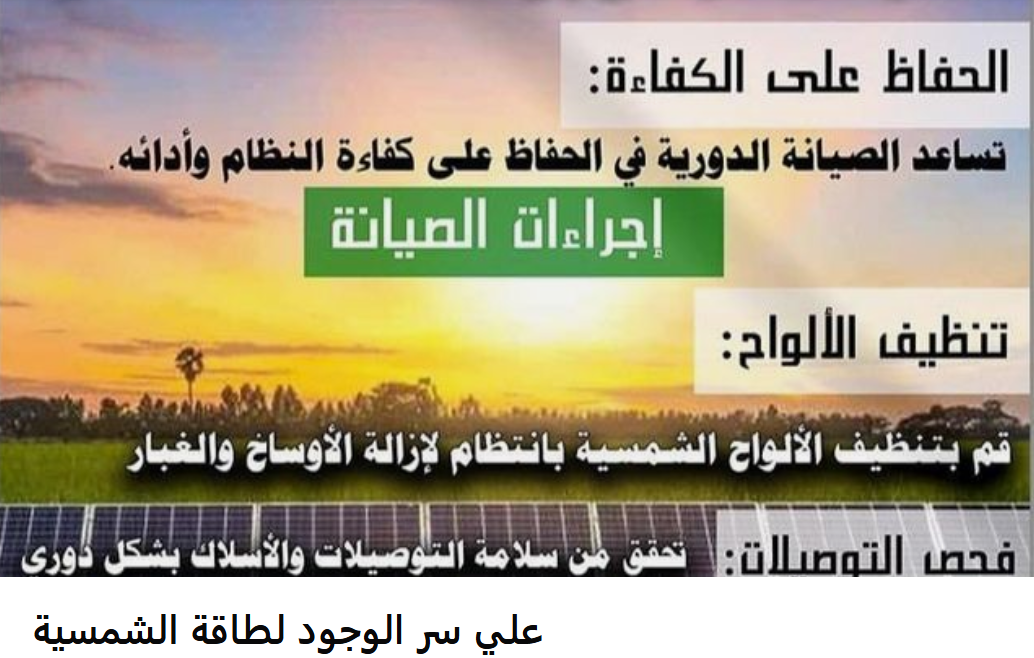 الحفاظ على الكفاءة:
تساعد الصيانة الدورية في الحفاظ على كفاءة النظام وأدائه.
إجراءات الصيانة
تنظيف الألواح:
قم بتنظيف الألواح الشمسية بانتظام لإزالة الأوساخ والغبار
فحص التوصيلات: تحقق من سلامة التوصيلات والأسلاك بشكل دوري
علي سر الوجود لطاقة الشمسية